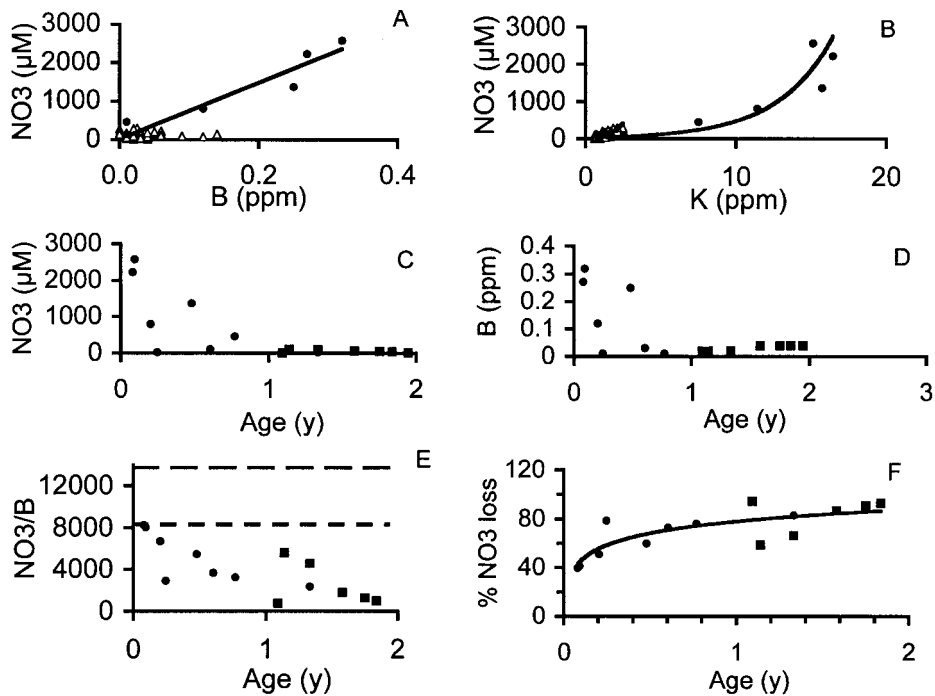 A
NO3 (µM)
3000
2000
1000
0
0.0 0.2 0.4
B (ppm)
B
NO3 (µM)
3000
2000
1000
0
0 10 20
K (ppm)
C
NO3 (µM)
3000
2000
1000
0
0 1 2
Age (y)
D
B (ppm)
0.4
0.3
0.2
0.1
0
0 1 2 3
Age (y)
E
NO3/B
12000
8000
4000
0
0 1 2
Age (y)
F
% NO3 loss
120
80
40
0
0 1 2
Age (y)